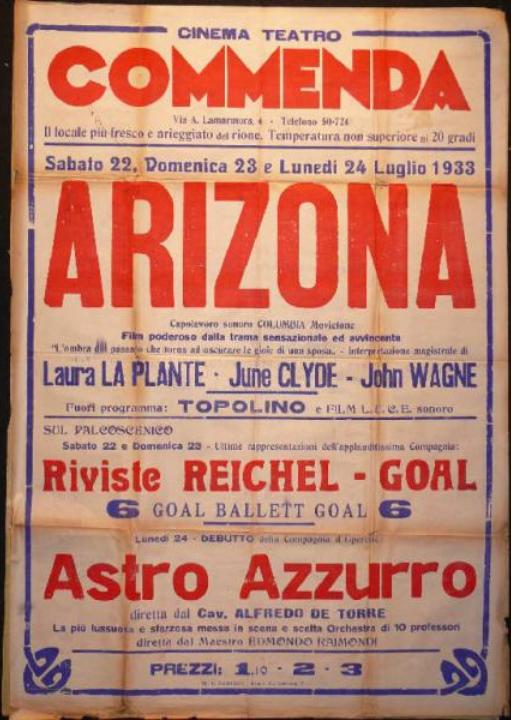 CINEMA TEATRO
COMMENDA
Via A. Lamarmora, 4 - Telefono 50-724
Il locale più fresco e arieggiato del rione. Temperatura non superiore ai 20 gradi
Sabato 22, Domenica 23 e Lunedì 24 Luglio 1933
ARIZONA
Capolavoro sonoro COLUMBIA Movietone
Film poderoso dalla trama sensazionale ed avvincente
"L'ombra del passato che torna ad oscurare le gioie di una sposa.. - Interpretazione magistrale di
Laura LA PLANTE - June CLYDE - John WAGNE
Fuori programma: TOPOLINO e FILM L.U.C.E. sonoro
SUL PALCOSCENICO
Sabato 22 e Domenica 23 - Ultime rappresentazioni dell'applauditissima Compagnia:
Riviste REICHEL - GOAL
6 GOAL BALLETT GOAL 6
Lunedì 24 - DEBUTTO della Compagnia d'Operette
Astro Azzurro
diretta dal Cav. ALFREDO DE TORRE
La più lussuosa e sfarzosa messa in scena e scelta Orchestra di 10 professori
diretta dal Maestro EDMONDO RAIMONDI
PREZZI: 1,10 - 2 - 3